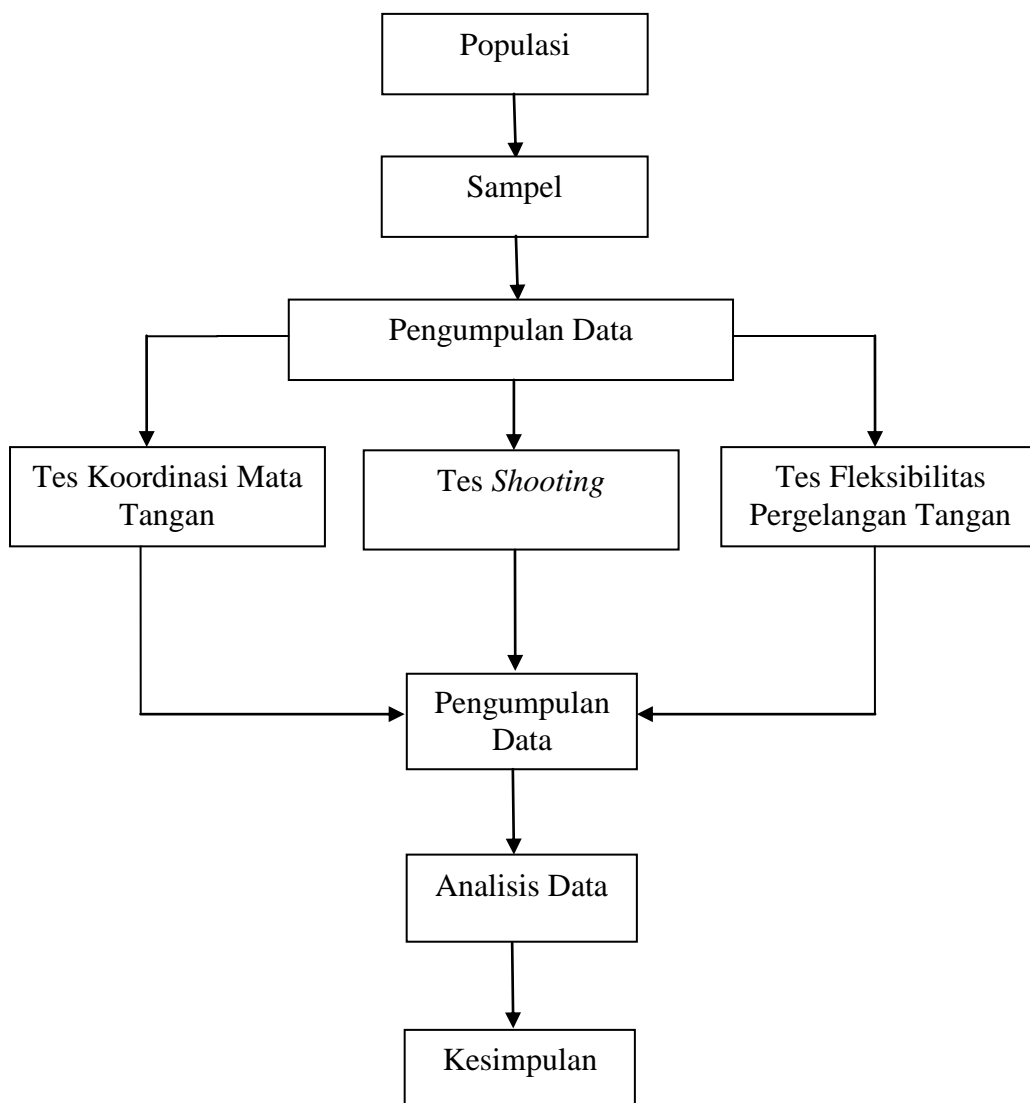 Populasi
Sampel
Pengumpulan Data
Tes Koordinasi Mata
Tangan
Tes Shooting
Tes Fleksibilitas
Pergelangan Tangan
Pengumpulan
Data
Analisis Data
Kesimpulan